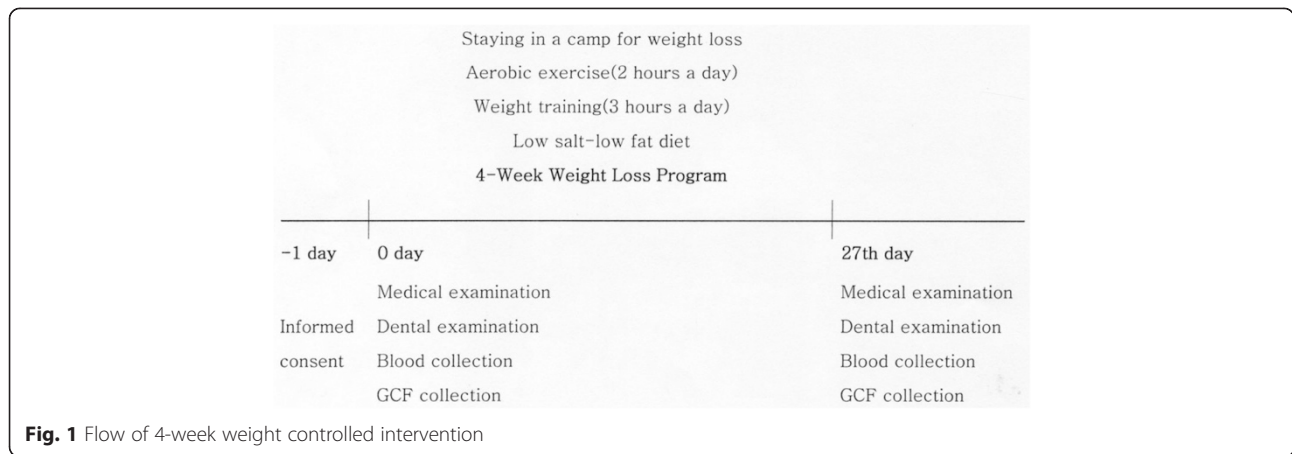 Staying in a camp for weight loss
Aerobic exercise(2 hours a day)
Weight training(3 hours a day)
Low salt-low fat diet
4-Week Weight Loss Program
-1 day 0 day 27th day
Medical examination Medical examination
Informed Dental examination Dental examination
consent Blood collection Blood collection
GCF collection GCF collection
Fig. 1 Flow of 4-week weight controlled intervention